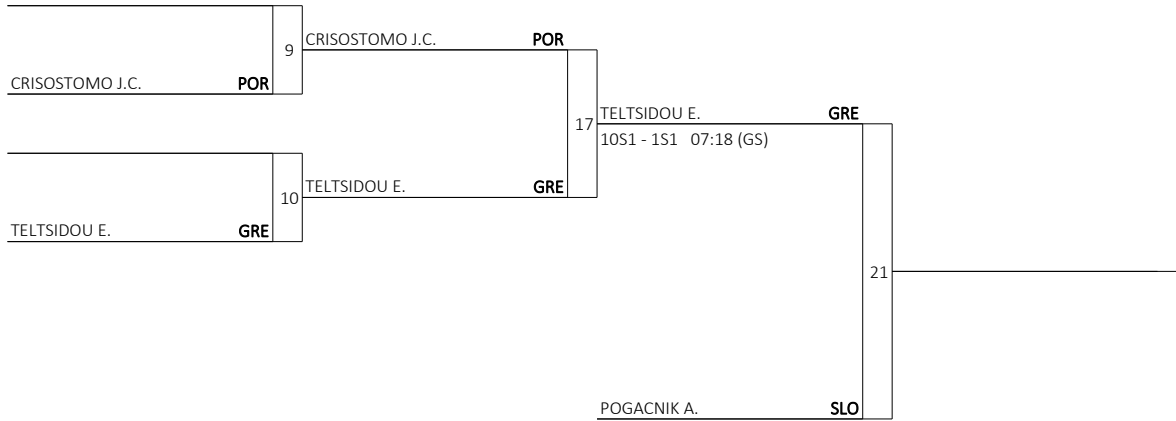 9
CRISOSTOMO J.C. POR
CRISOSTOMO J.C. POR
17
TELTSIDOU E. GRE
10S1 - 1S1 07:18 (GS)
10
TELTSIDOU E. GRE
TELTSIDOU E. GRE
21
POGACNIK A. SLO